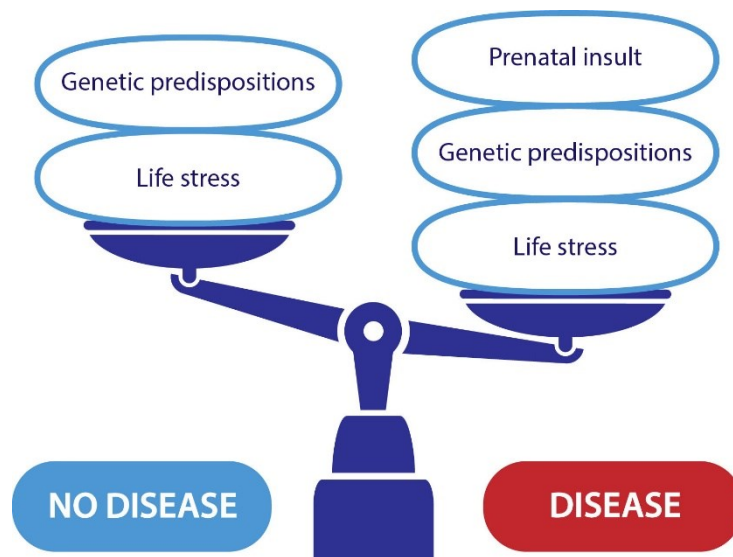 Genetic predispositions
Life stress
Prenatal insult
Genetic predispositions
Life stress
NO DISEASE
DISEASE